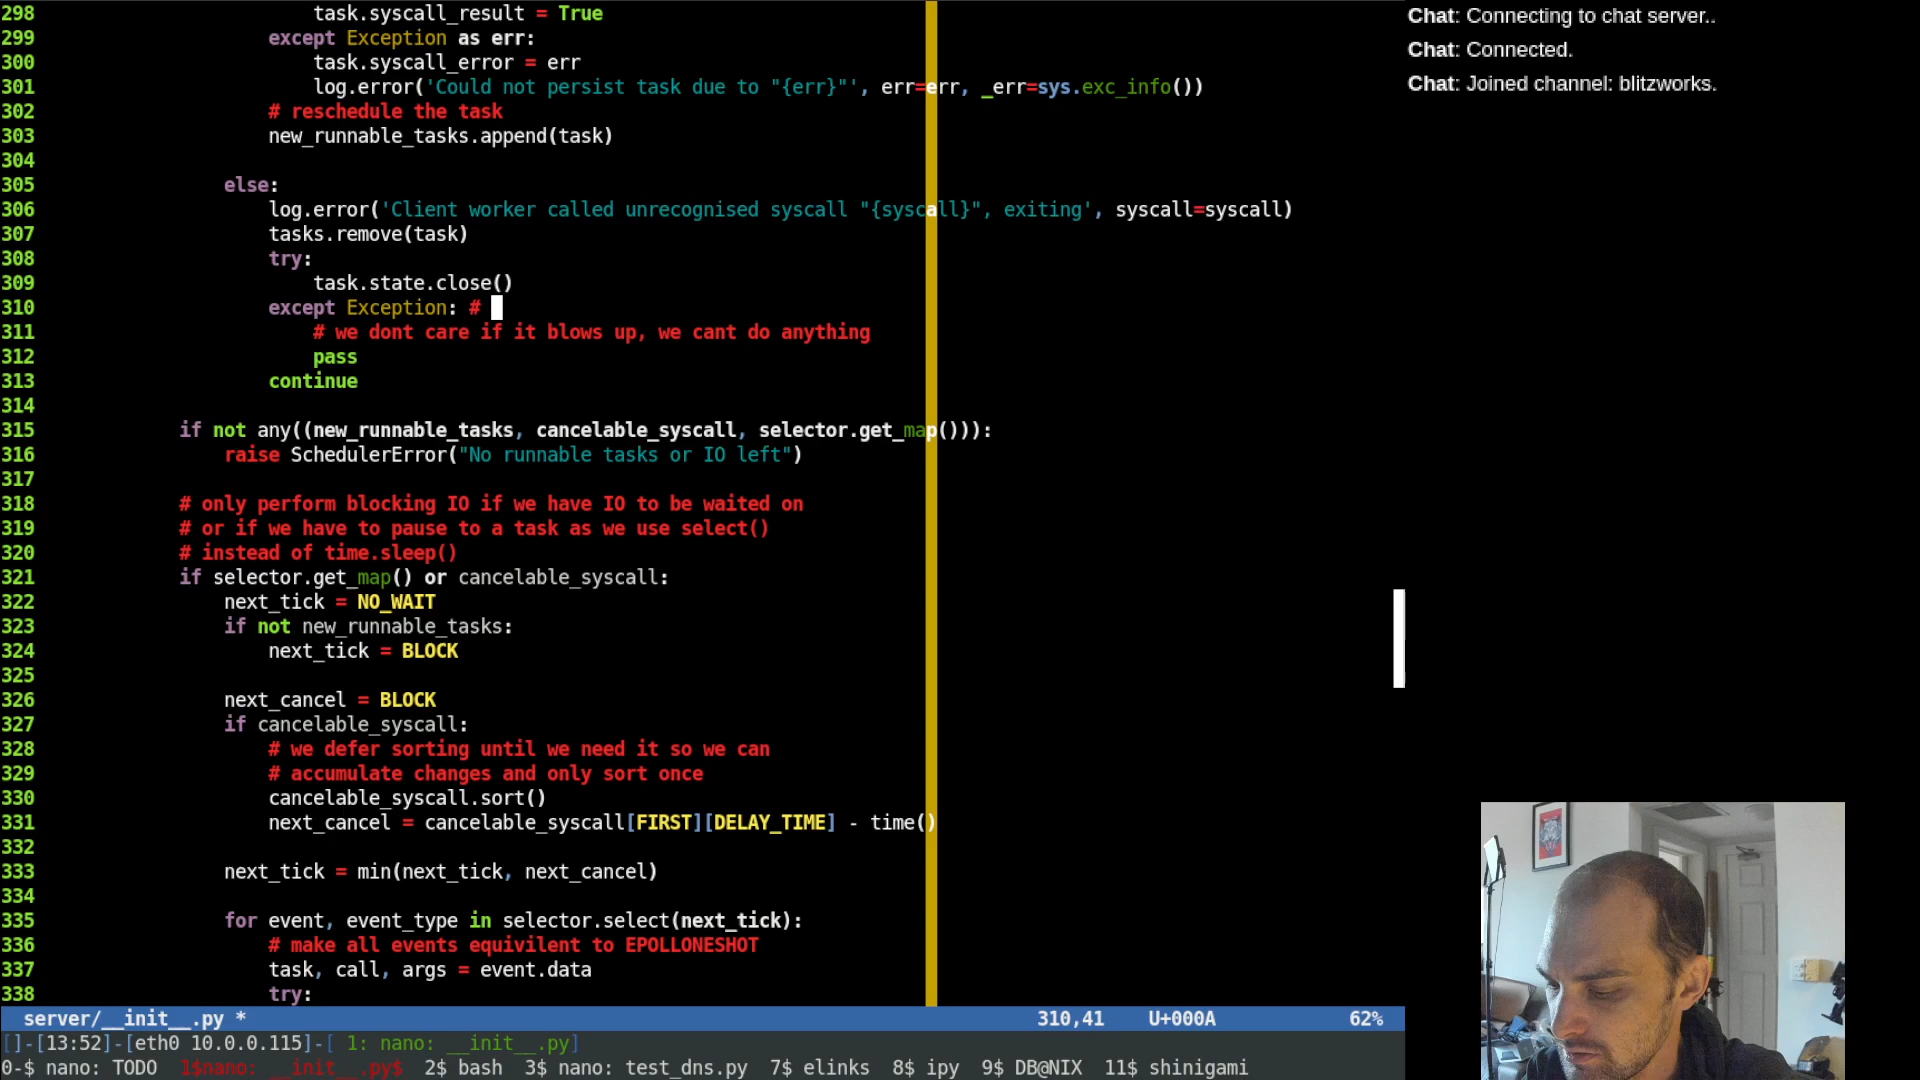 298 task.syscall_result = True
299 except Exception as err:
300 task.syscall_error = err
301 log.error('Could not persist task due to "{err}"', err=err, _err=sys.exc_info())
302 # reschedule the task
303 new_runnable_tasks.append(task)
304
305 else:
306 log.error('Client worker called unrecognised syscall "{syscall}", exiting', syscall=syscall)
307 tasks.remove(task)
308 try:
309 task.state.close()
310 except Exception: #
311 # we dont care if it blows up, we cant do anything
312 pass
313 continue
314
315 if not any((new_runnable_tasks, cancelable_syscall, selector.get_map())):
316 raise SchedulerError("No runnable tasks or IO left")
317
318 # only perform blocking IO if we have IO to be waited on
319 # or if we have to pause to a task as we use select()
320 # instead of time.sleep()
321 if selector.get_map() or cancelable_syscall:
322 next_tick = NO_WAIT
323 if not new_runnable_tasks:
324 next_tick = BLOCK
325
326 next_cancel = BLOCK
327 if cancelable_syscall:
328 # we defer sorting until we need it so we can
329 # accumulate changes and only sort once
330 cancelable_syscall.sort()
331 next_cancel = cancelable_syscall[FIRST][DELAY_TIME] - time()
332
333 next_tick = min(next_tick, next_cancel)
334
335 for event, event_type in selector.select(next_tick):
336 # make all events equivilent to EPOLLONESHOT
337 task, call, args = event.data
338 try:
server/__init__.py * 310,41 U+000A 62%
[]-[13:52]-[eth0 10.0.0.115]-[ 1: nano: __init__.py]
0-$ nano: TODO 1$nano: __init__.py$ 2$ bash 3$ nano: test_dns.py 7$ elinks 8$ ipy 9$ DB@NIX 11$ shinigami
Chat: Connecting to chat server..
Chat: Connected.
Chat: Joined channel: blitzworks.